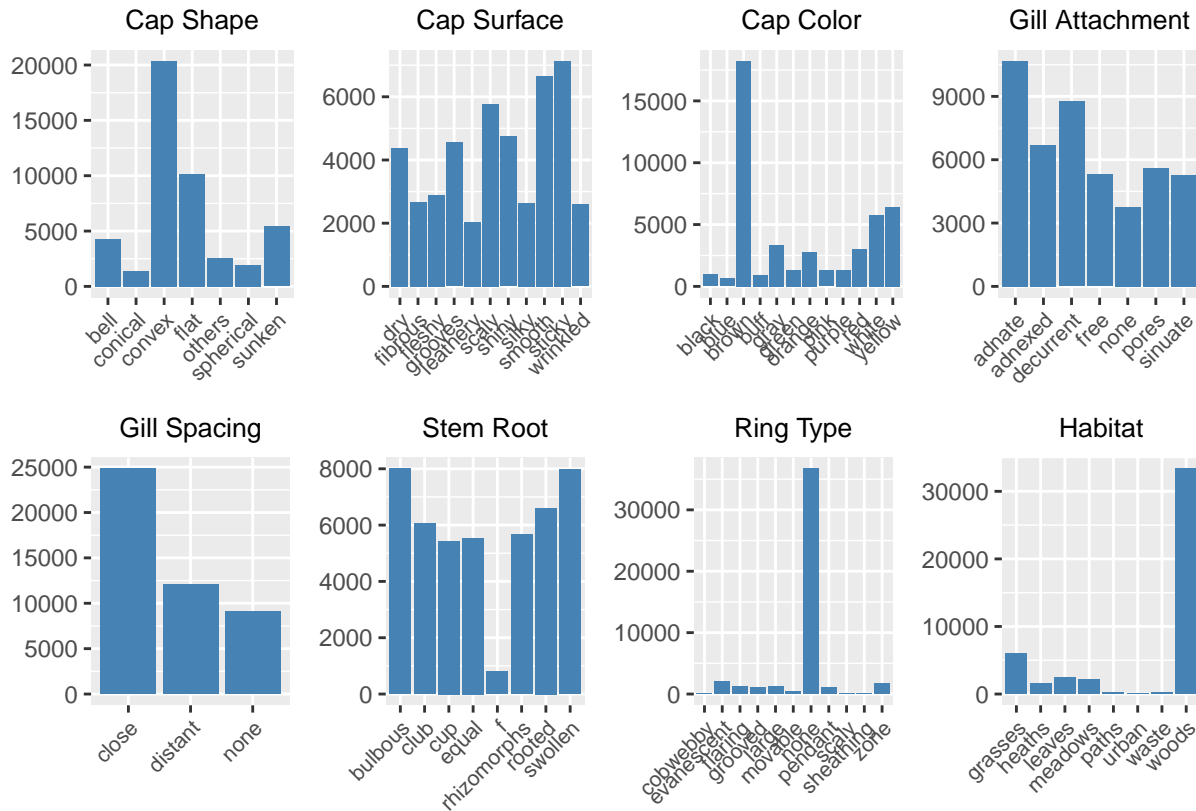 Cap Shape
20000
15000
10000
5000
0
bell
conical
convex
flat
others
spherical
sunken
Cap Surface
6000
4000
2000
0
dry
fibrous
fleshy
grooves
leathery
scaly
shiny
silky
smooth
sticky
wrinkled
Cap Color
15000
10000
5000
0
black
blue
brown
buff
gray
green
orange
pink
purple
red
white
yellow
Gill Attachment
9000
6000
3000
0
adnate
adnexed
decurrent
free
none
pores
sinuate
Gill Spacing
25000
20000
15000
10000
5000
0
close
distant
none
Stem Root
8000
6000
4000
2000
0
bulbous
club
cup
equal
f
rhizomorphs
rooted
swollen
Ring Type
30000
20000
10000
0
cobwebby
evanescent
flaring
grooved
large
movable
none
pendant
scaly
sheathing
zone
Habitat
30000
20000
10000
0
grasses
heaths
leaves
meadows
paths
urban
waste
woods